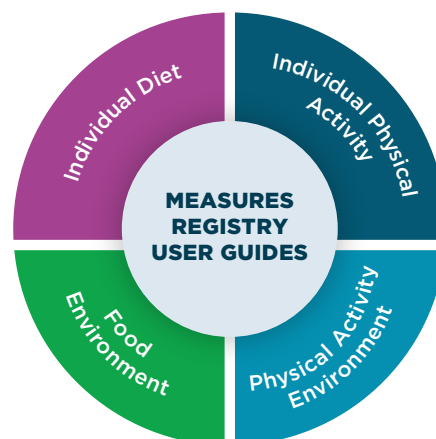 Individual Diet
Individual Physical
Activity
MEASURES
REGISTRY
USER GUIDES
Food
Environment
Physical Activity
Environment